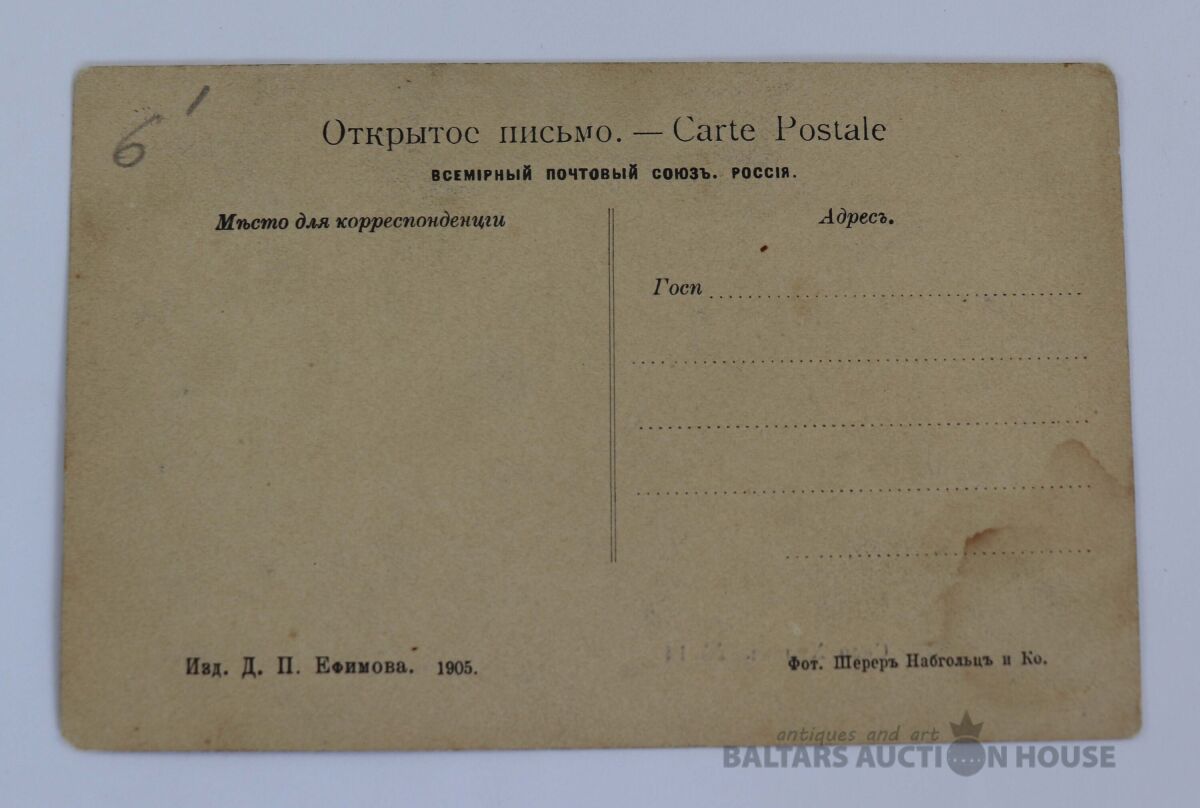 6
Открытое письмо. — Carte Postale
ВСЕМІРНЫЙ ПОЧТОВЫЙ СОЮЗЪ. РОССІЯ.
Мѣсто для корреспонденціи
Адресъ.
Госп
Изд. Д. П. Ефимова. 1905.
Фот. Шереръ Набгольцъ и Ко.
antiques and art
BALTARS AUCTION HOUSE